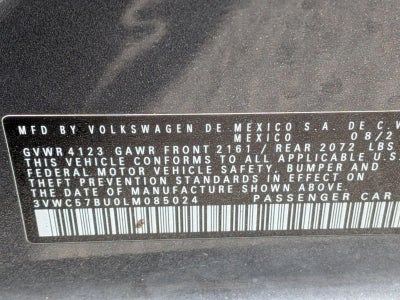 MFD BY VOLKSWAGEN DE MEXICO S.A. DE C.V
MEXICO 08/2
GVWR 4123 GAWR FRONT 2161 / REAR 2072 LBS
THIS VEHICLE CONFORMS TO ALL APPLICABLE U.S.
FEDERAL MOTOR VEHICLE SAFETY, BUMPER AND
THEFT PREVENTION STANDARDS IN EFFECT ON
THE DATE OF MANUFACTURE SHOWN ABOVE.
3VWC57BU0LM085024 PASSENGER CAR